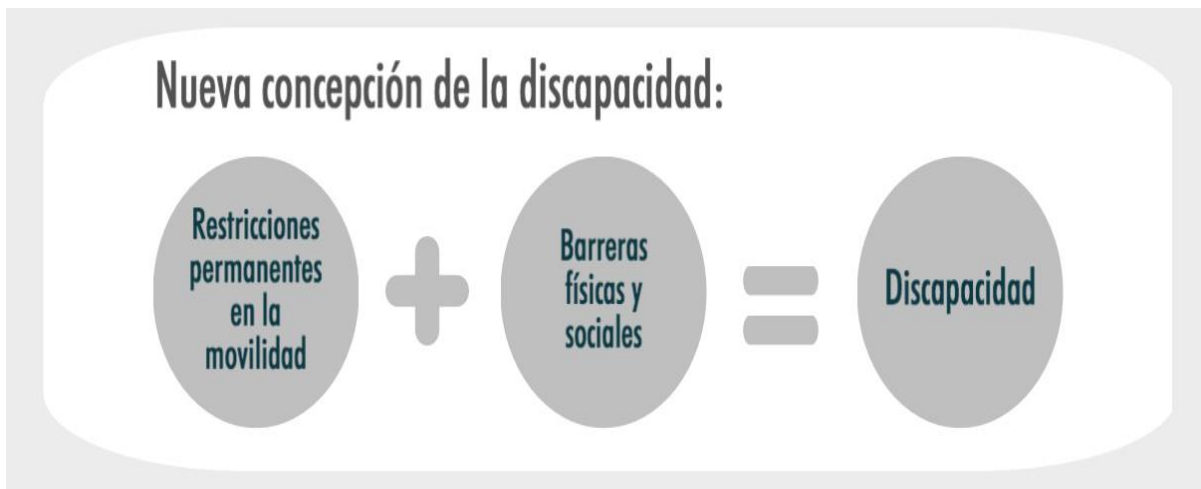 Nueva concepción de la discapacidad:
Restricciones
permanentes
en la
movilidad
Barreras
físicas y
sociales
Discapacidad